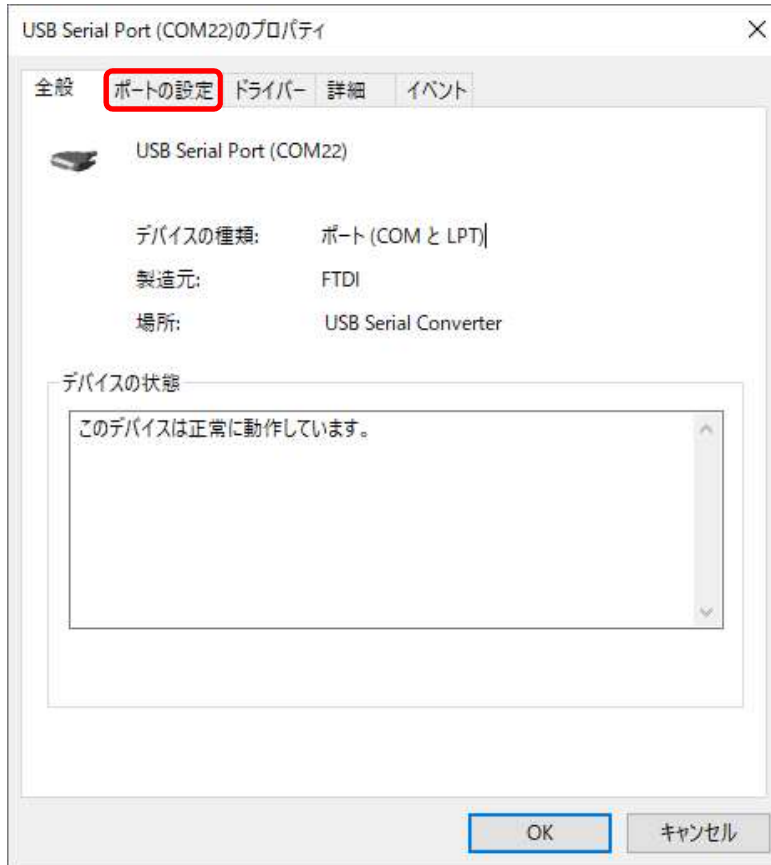 USB Serial Port (COM22)のプロパティ
全般 ポートの設定 ドライバー 詳細 イベント
USB Serial Port (COM22)
デバイスの種類: ポート (COM と LPT)
製造元: FTDI
場所: USB Serial Converter
デバイスの状態
このデバイスは正常に動作しています。
OK キャンセル